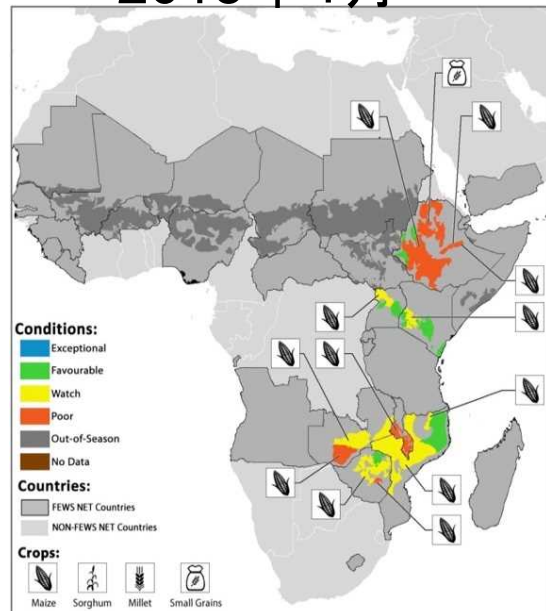 Conditions:
Exceptional
Favourable
Watch
Poor
Out-of-Season
No Data
Countries:
FEWS NET Countries
NON-FEWS NET Countries
Crops:
Maize Sorghum Millet Small Grains